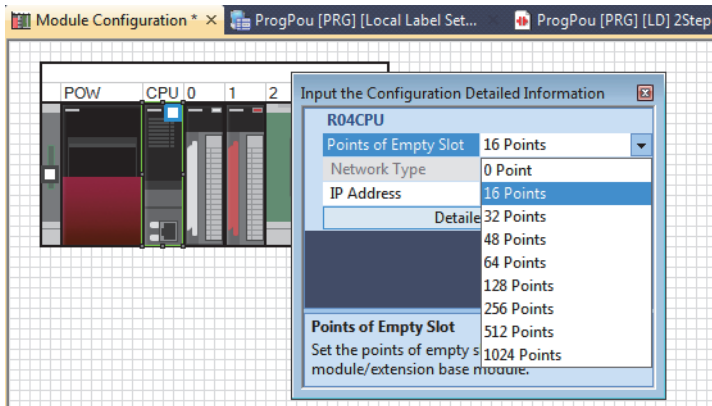 Module Configuration * × ProgPou [PRG] [Local Label Set... × ProgPou [PRG] [LD] 2Step
POW CPU 0 1 2
Input the Configuration Detailed Information
R04CPU
Points of Empty Slot 16 Points
Network Type 0 Point
IP Address 16 Points
Detaile 32 Points
48 Points
64 Points
128 Points
256 Points
512 Points
1024 Points
Points of Empty Slot
Set the points of empty s
module/extension base module.